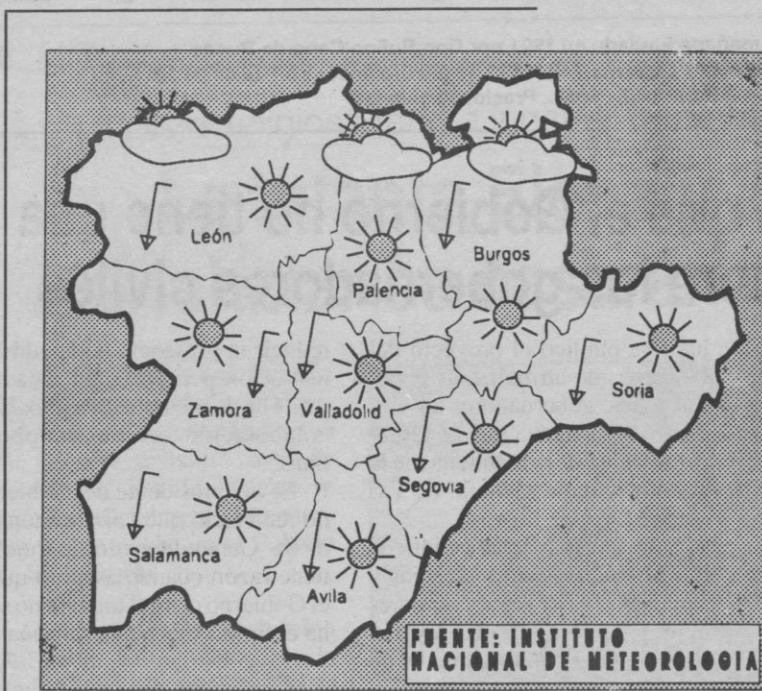 León
Burgos
Palencia
Zamora
Valladolid
Soria
Segovia
Salamanca
Avila
FUENTE: INSTITUTO
NACIONAL DE METEOROLOGIA